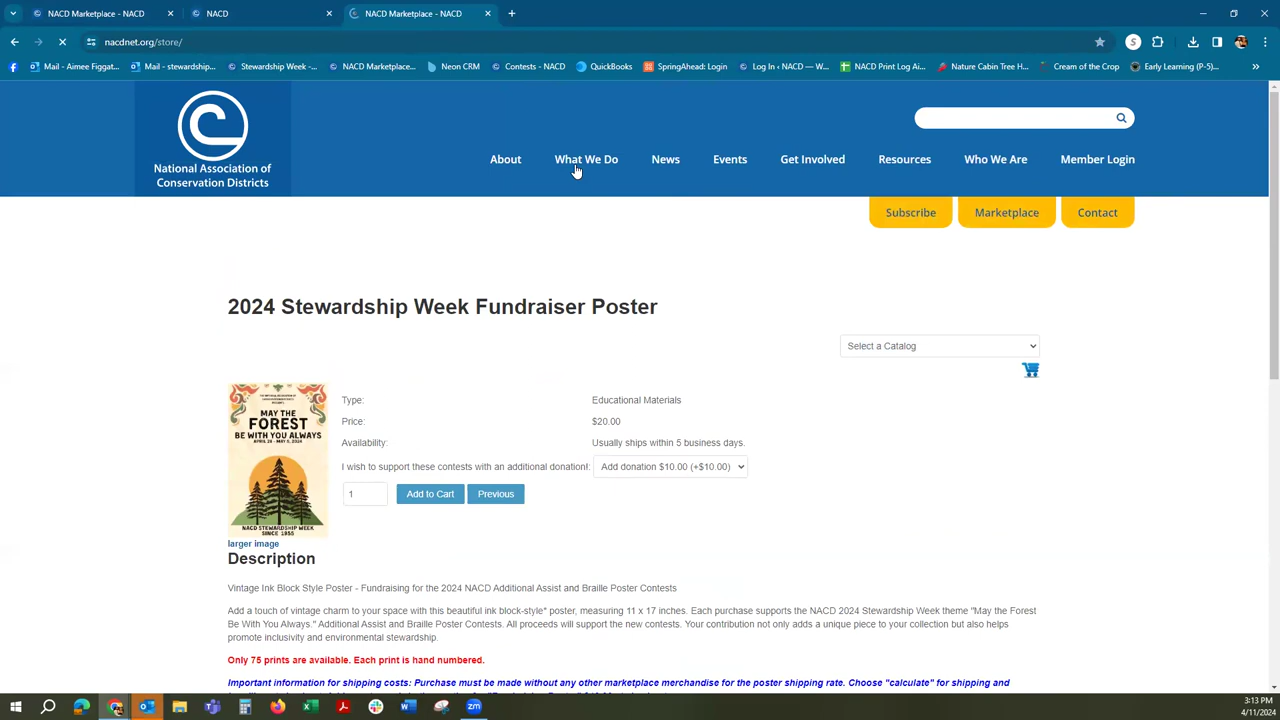 NACD Marketplace - NACD
NACD
NACD Marketplace - NACD
nacdnet.org/store/
Mail - Aimee Figgat...
Mail - stewardship...
Stewardship Week -...
NACD Marketplace...
Neon CRM
Contests - NACD
QuickBooks
SpringAhead: Login
Log In ‹ NACD — W...
NACD Print Log Ai...
Nature Cabin Tree H...
Cream of the Crop
Early Learning (P5)...
National Association of
Conservation Districts
About
What We Do
News
Events
Get Involved
Resources
Who We Are
Member Login
Subscribe
Marketplace
Contact
2024 Stewardship Week Fundraiser Poster
Select a Catalog
MAY THE
FOREST
BE WITH YOU ALWAYS
APRIL 28 - MAY 5, 2024
NACD STEWARDSHIP WEEK
SINCE 1955
larger image
Type:
Educational Materials
Price:
$20.00
Availability:
Usually ships within 5 business days.
I wish to support these contests with an additional donation!:
Add donation $10.00 (+$10.00)
1
Add to Cart
Previous
Description
Vintage Ink Block Style Poster - Fundraising for the 2024 NACD Additional Assist and Braille Poster Contests
Add a touch of vintage charm to your space with this beautiful ink block-style* poster, measuring 11 x 17 inches. Each purchase supports the NACD 2024 Stewardship Week theme "May the Forest
Be With You Always." Additional Assist and Braille Poster Contests. All proceeds will support the new contests. Your contribution not only adds a unique piece to your collection but also helps
promote inclusivity and environmental stewardship.
Only 75 prints are available. Each print is hand numbered.
Important information for shipping costs: Purchase must be made without any other marketplace merchandise for the poster shipping rate. Choose "calculate" for shipping and
3:13 PM
4/11/2024